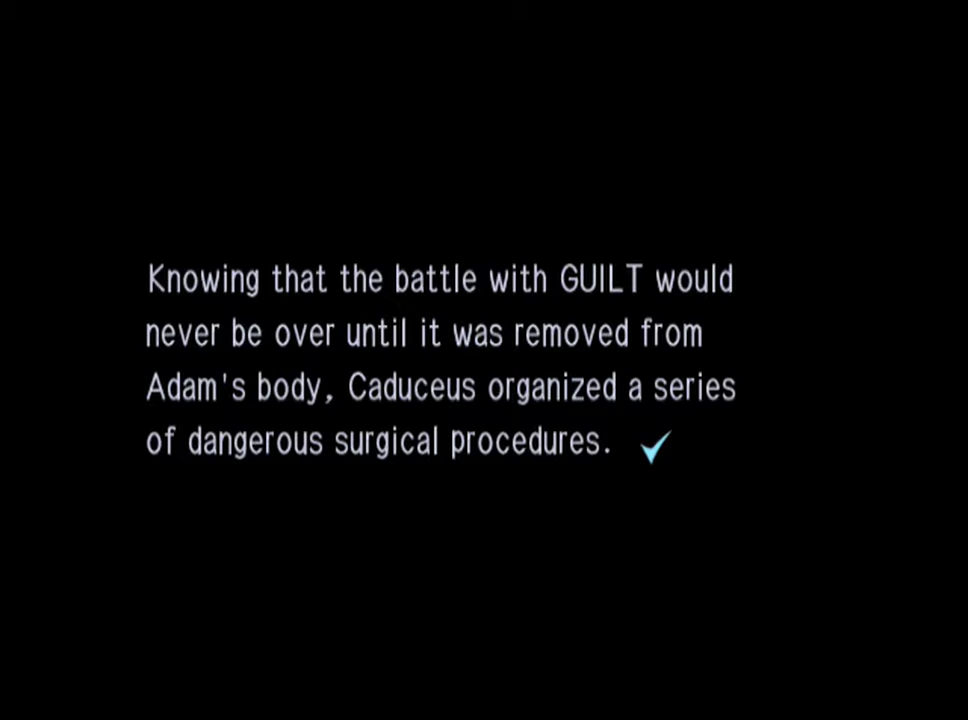 Knowing that the battle with GUILT would
never be over until it was removed from
Adam's body, Caduceus organized a series
of dangerous surgical procedures.